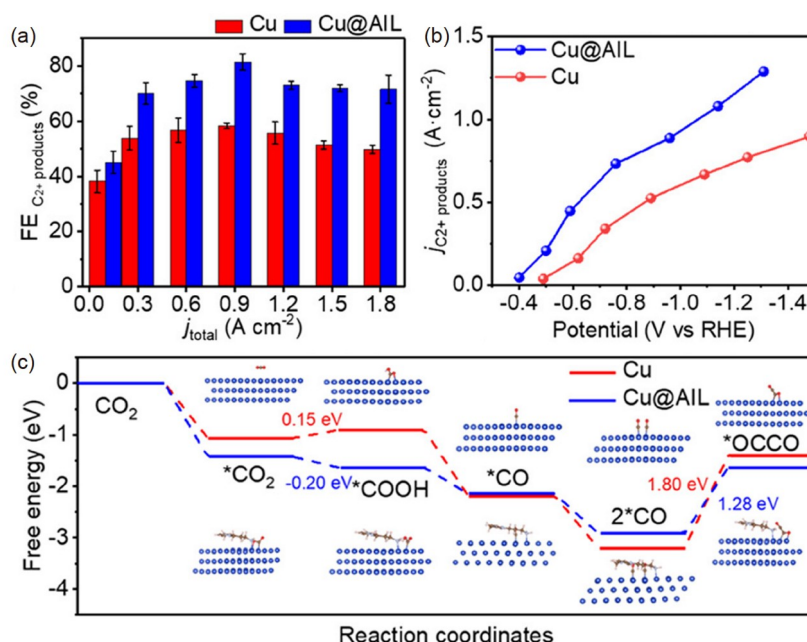 (a)
Cu Cu@AIL
FE C2+ products (%)
100
80
60
40
20
0
0.0 0.3 0.6 0.9 1.2 1.5 1.8
jtotal (A cm-2)
(b)
Cu@AIL
Cu
jC2+ products (A·cm-2)
1.5
1.0
0.5
0.0
-0.4 -0.6 -0.8 -1.0 -1.2 -1.4
Potential (V vs RHE)
(c)
Cu
Cu@AIL
Free energy (eV)
0
-1
-2
-3
-4
CO2
*CO2
0.15 eV
-0.20 eV
*COOH
*CO
2*CO
1.80 eV
*OCCO
1.28 eV
Reaction coordinates